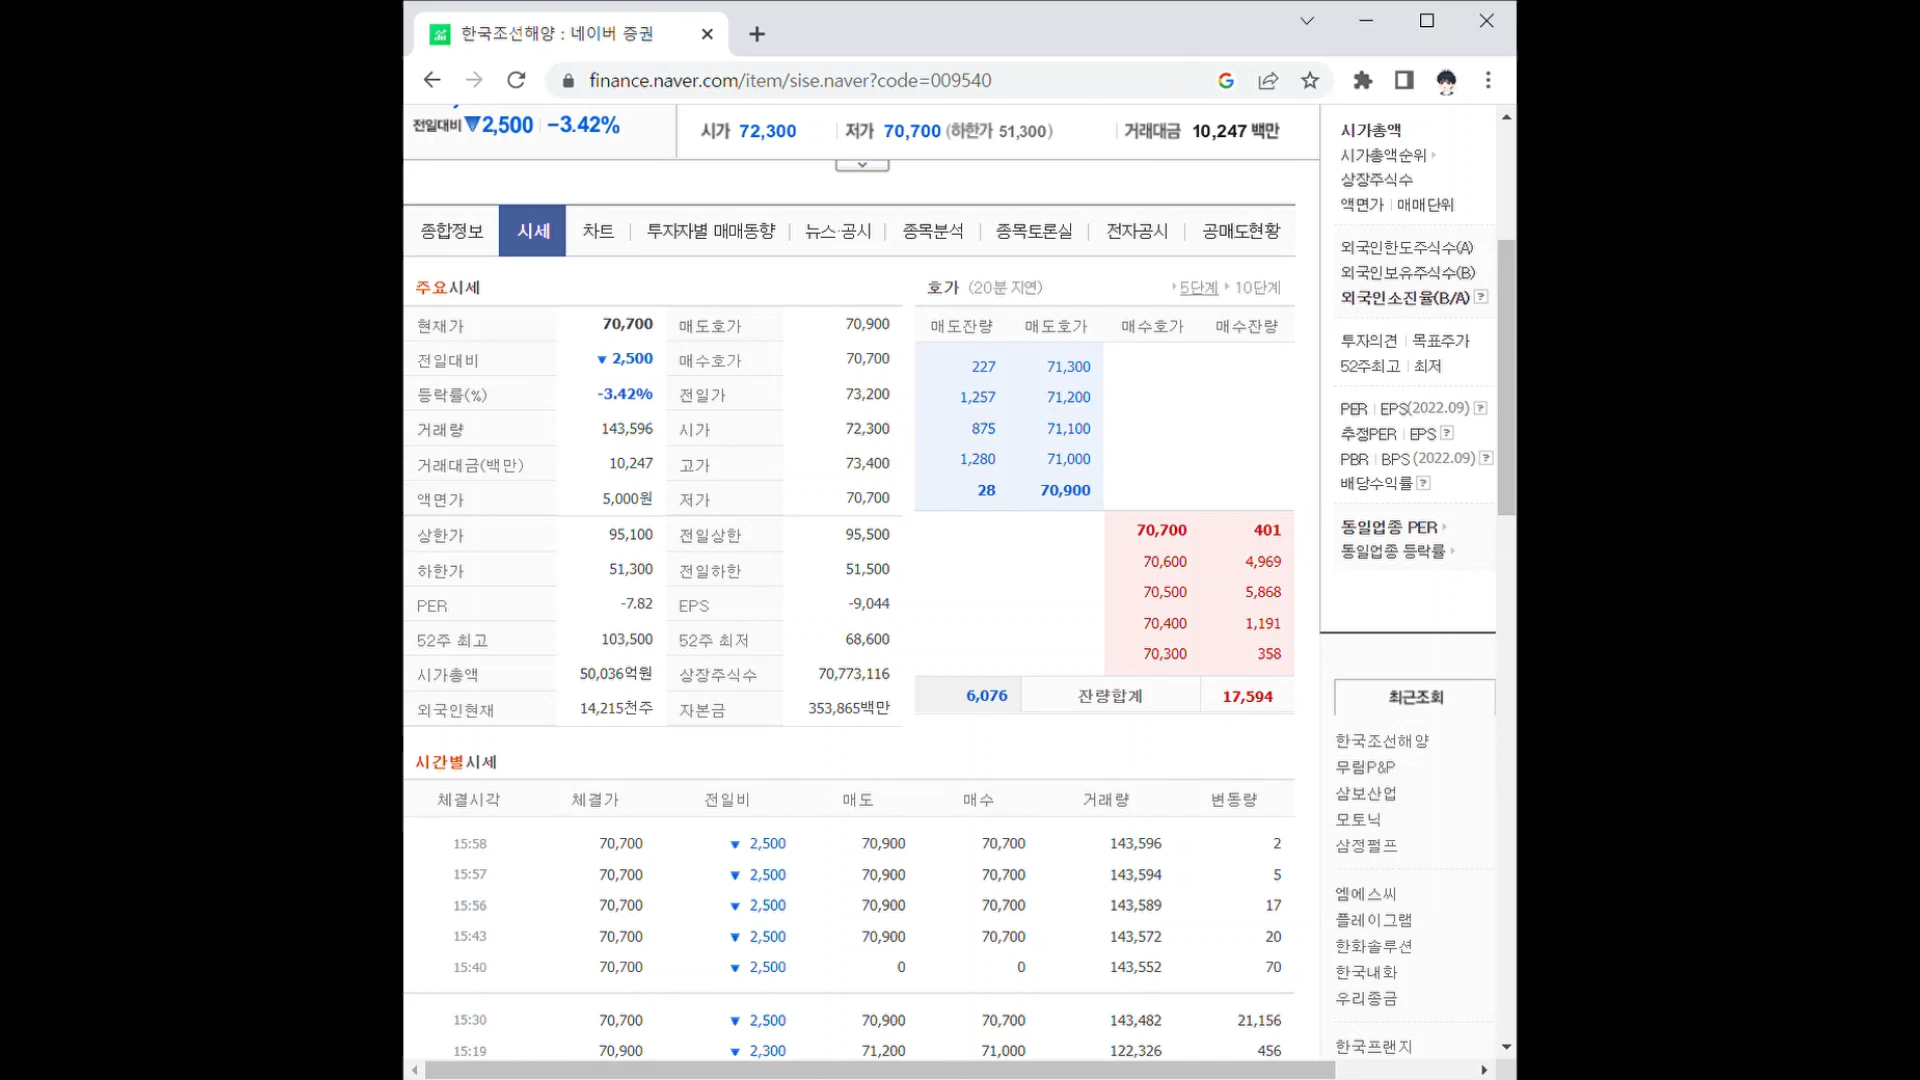 한국조선해양 : 네이버 증권
finance.naver.com/item/sise.naver?code=009540
전일대비 ▼2,500 -3.42%
시가 72,300 저가 70,700 (하한가 51,300) 거래대금 10,247 백만
종합정보 시세 차트 투자자별 매매동향 뉴스·공시 종목분석 종목토론실 전자공시 공매도현황
주요시세
현재가 70,700 매도호가 70,900
전일대비 ▼ 2,500 매수호가 70,700
등락률(%) -3.42% 전일가 73,200
거래량 143,596 시가 72,300
거래대금(백만) 10,247 고가 73,400
액면가 5,000원 저가 70,700
상한가 95,100 전일상한 95,500
하한가 51,300 전일하한 51,500
PER -7.82 EPS -9,044
52주 최고 103,500 52주 최저 68,600
시가총액 50,036억원 상장주식수 70,773,116
외국인현재 14,215천주 자본금 353,865백만
호가 (20분 지연) 5단계 10단계
매도잔량 매도호가 매수호가 매수잔량
227 71,300
1,257 71,200
875 71,100
1,280 71,000
28 70,900
70,700 401
70,600 4,969
70,500 5,868
70,400 1,191
70,300 358
6,076 잔량합계 17,594
시간별시세
체결시각 체결가 전일비 매도 매수 거래량 변동량
15:58 70,700 ▼ 2,500 70,900 70,700 143,596 2
15:57 70,700 ▼ 2,500 70,900 70,700 143,594 5
15:56 70,700 ▼ 2,500 70,900 70,700 143,589 17
15:43 70,700 ▼ 2,500 70,900 70,700 143,572 20
15:40 70,700 ▼ 2,500 0 0 143,552 70
15:30 70,700 ▼ 2,500 70,900 70,700 143,482 21,156
15:19 70,900 ▼ 2,300 71,200 71,000 122,326 456
시가총액
시가총액순위
상장주식수
액면가 매매단위
외국인한도주식수(A)
외국인보유주식수(B)
외국인소진율(B/A) ?
투자의견 목표주가
52주최고 최저
PER EPS(2022.09) ?
추정PER EPS ?
PBR BPS (2022.09) ?
배당수익률 ?
동일업종 PER
동일업종 등락률
최근조회
한국조선해양
무림P&P
삼보산업
모토닉
삼정펄프
엠에스씨
플레이그램
한화솔루션
한국내화
우리종금
한국프랜지